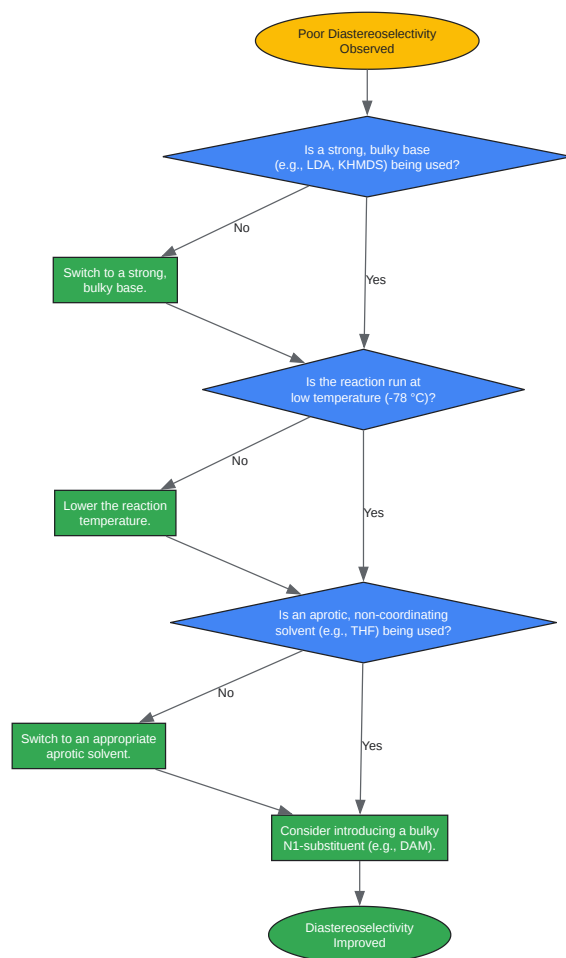 Poor Diastereoselectivity
Observed
Is a strong, bulky base
(e.g., LDA, KHMDS) being used?
No
Yes
Switch to a strong,
bulky base.
Is the reaction run at
low temperature (-78 °C)?
No
Yes
Lower the reaction
temperature.
Is an aprotic, non-coordinating
solvent (e.g., THF) being used?
No
Yes
Switch to an appropriate
aprotic solvent.
Consider introducing a bulky
N1-substituent (e.g., DAM).
Diastereoselectivity
Improved